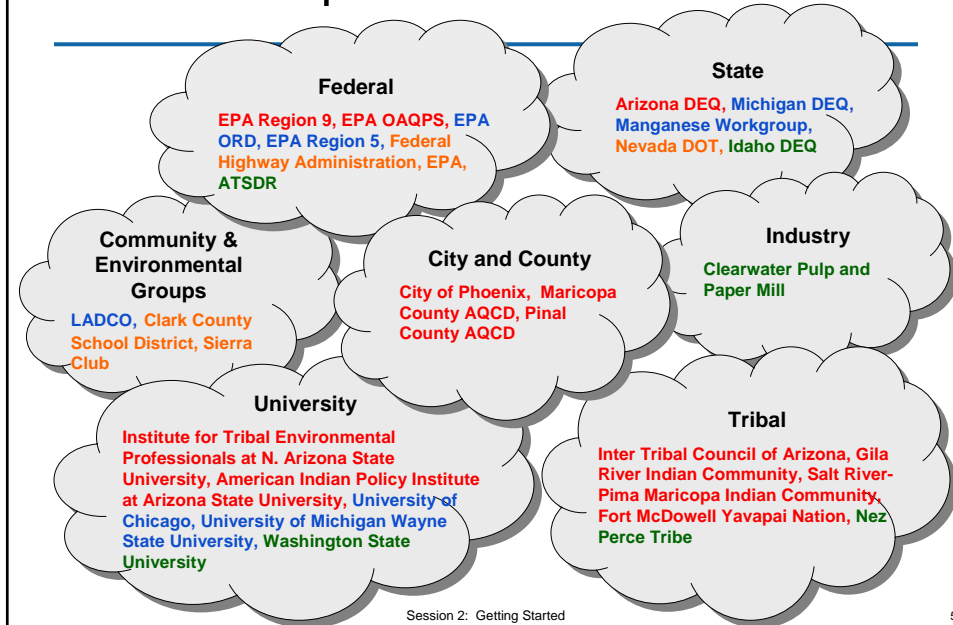 Federal
EPA Region 9, EPA OAQPS, EPA
ORD, EPA Region 5, Federal
Highway Administration, EPA,
ATSDR
State
Arizona DEQ, Michigan DEQ,
Manganese Workgroup,
Nevada DOT, Idaho DEQ
Community &
Environmental
Groups
LADCO, Clark County
School District, Sierra
Club
City and County
City of Phoenix, Maricopa
County AQCD, Pinal
County AQCD
Industry
Clearwater Pulp and
Paper Mill
University
Institute for Tribal Environmental
Professionals at N. Arizona State
University, American Indian Policy Institute
at Arizona State University, University of
Chicago, University of Michigan Wayne
State University, Washington State
University
Tribal
Inter Tribal Council of Arizona, Gila
River Indian Community, Salt River-
Pima Maricopa Indian Community,
Fort McDowell Yavapai Nation, Nez
Perce Tribe
Session 2: Getting Started
5